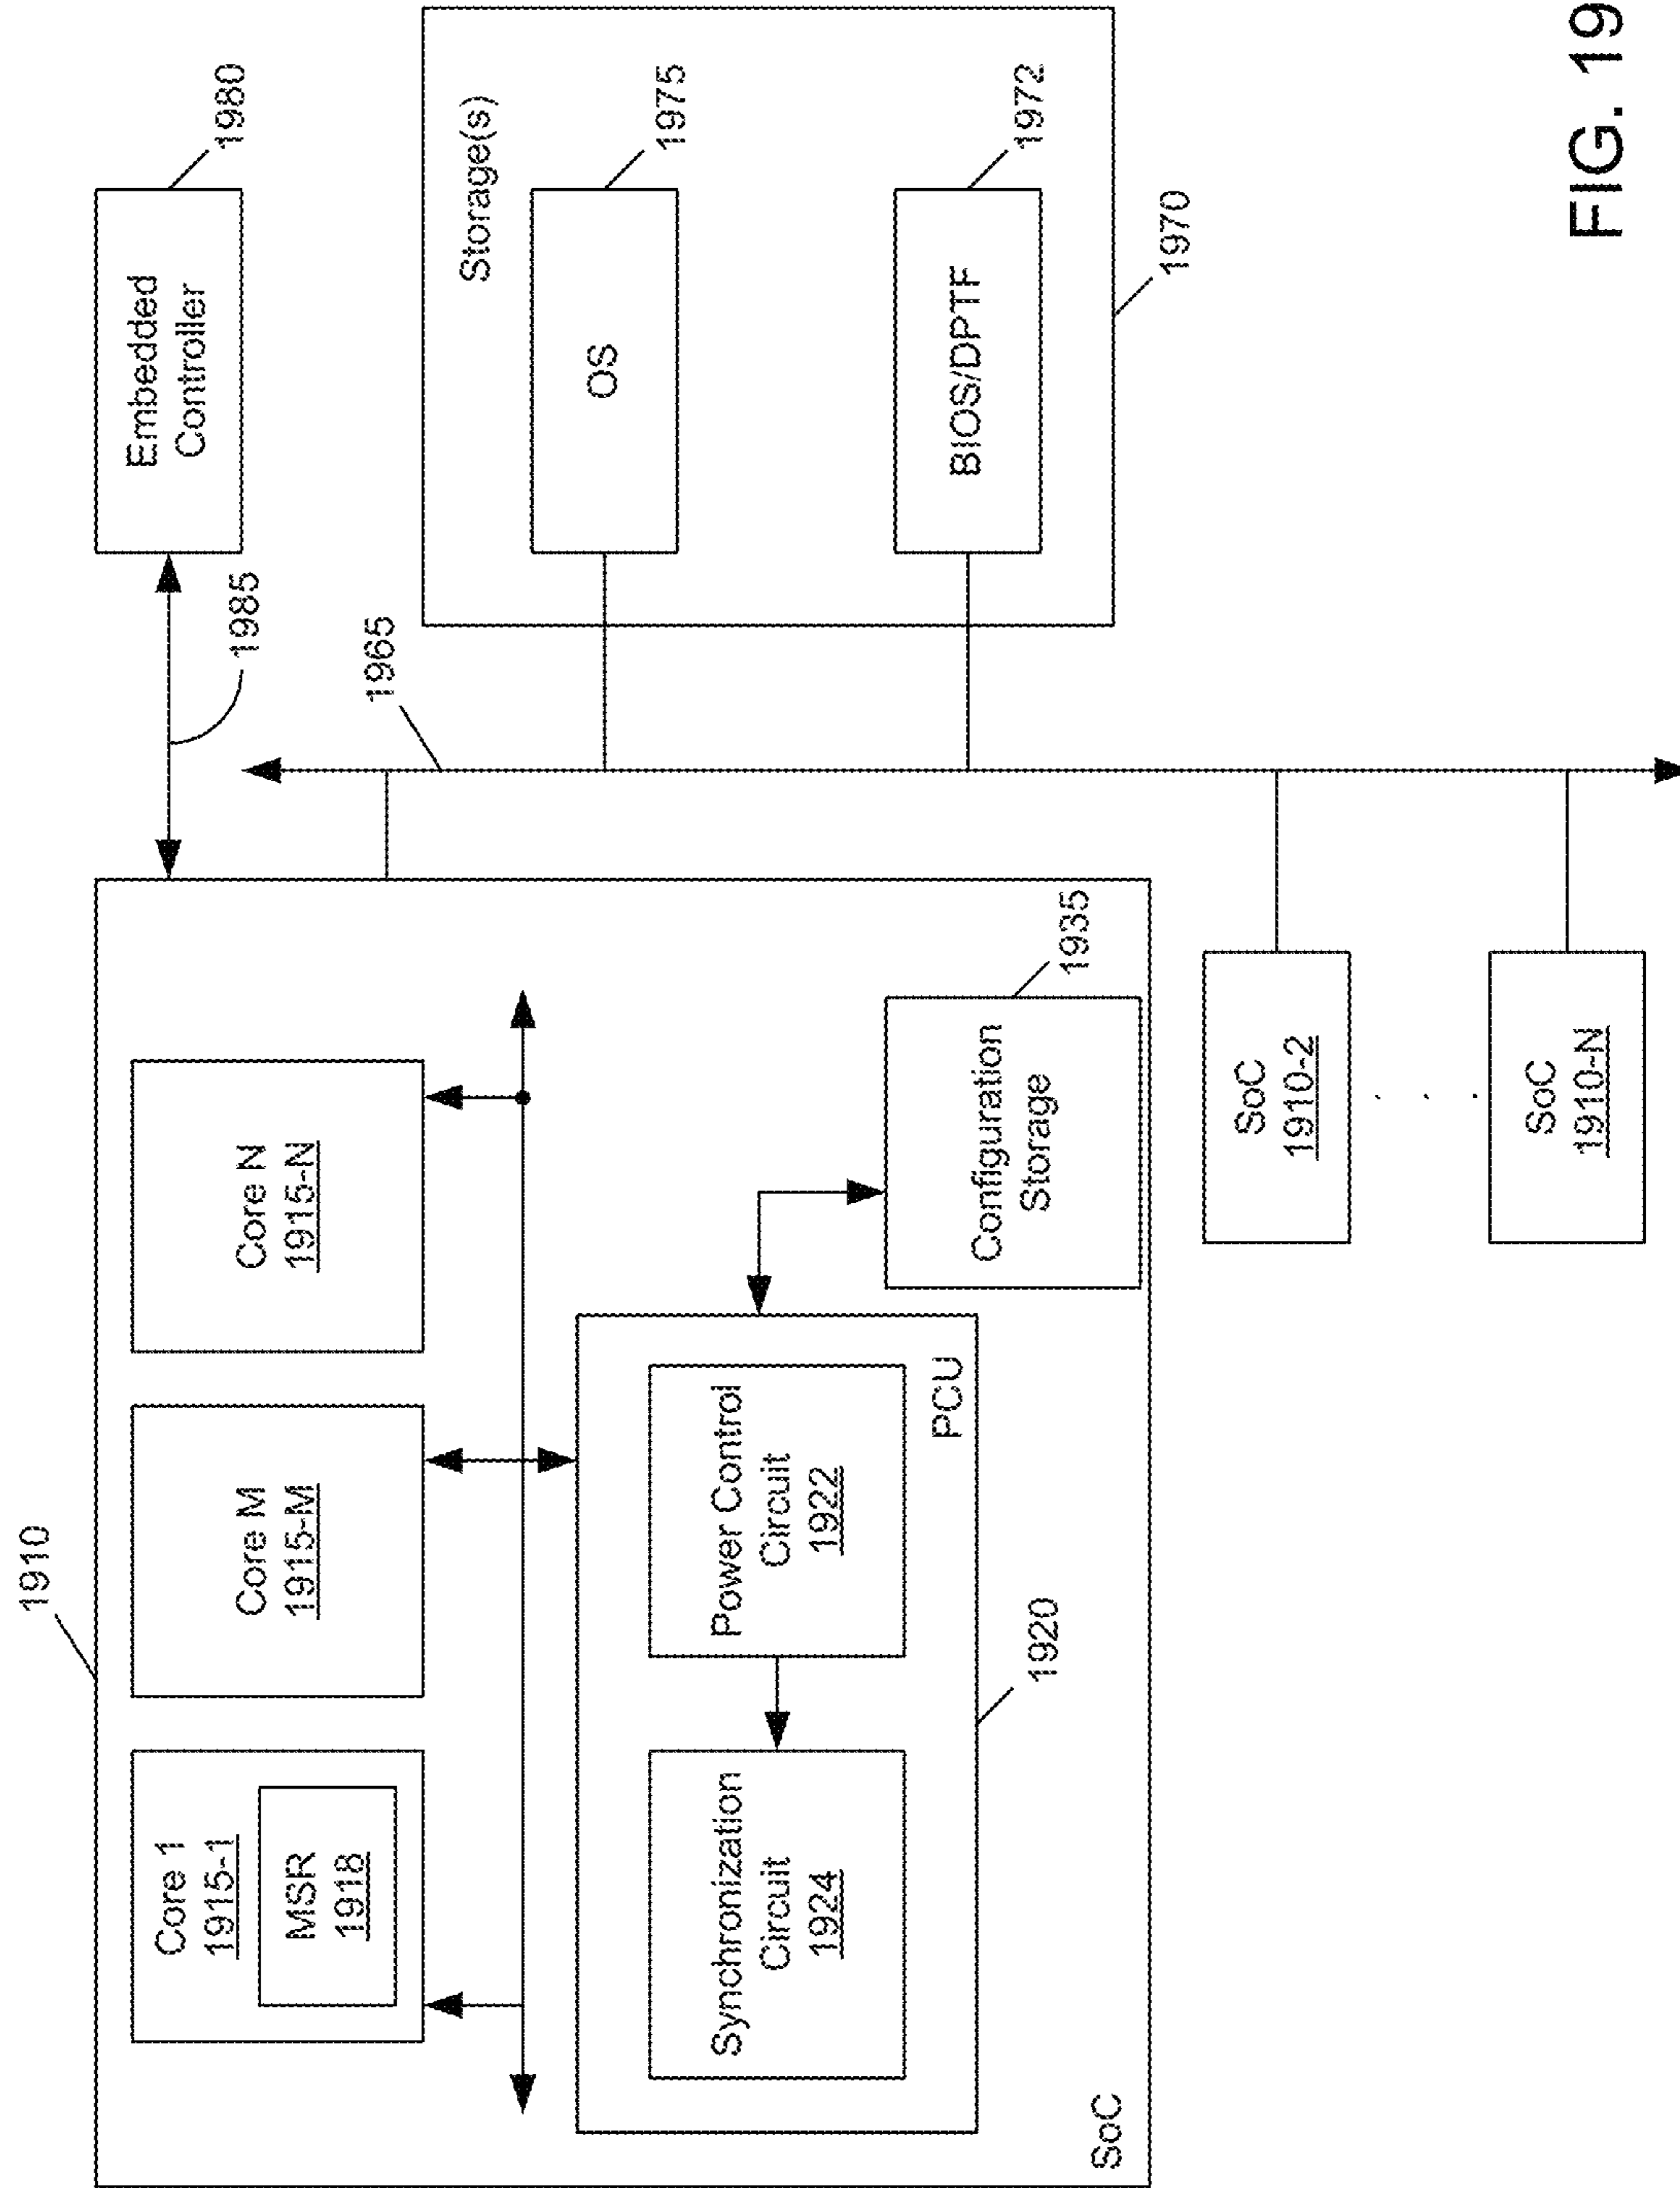 1910
Core 1
1915-1
MSR
1918
Core M
1915-M
Core N
1915-N
Synchronization
Circuit
1924
Power Control
Circuit
1922
PCU
1920
Configuration
Storage
1935
SoC
1985
Embedded
Controller
1980
1965
Storage(s)
OS
1975
BIOS/DPTF
1972
1970
SoC
1910-2
. . .
SoC
1910-N
FIG. 19